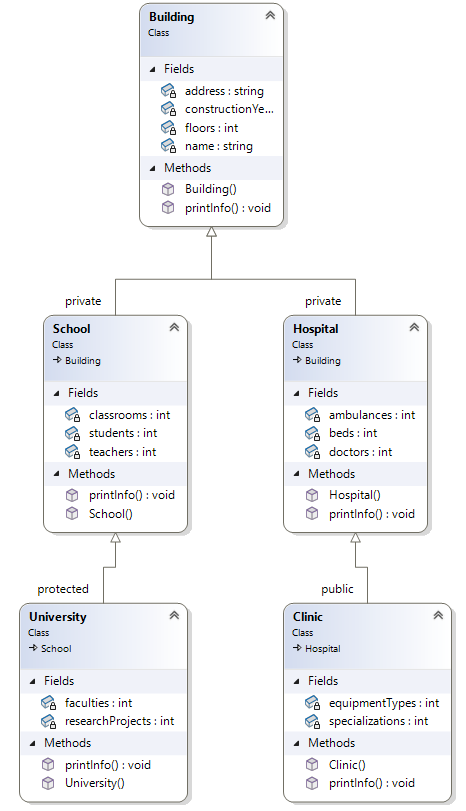 Building
Class
Fields
address : string
constructionYe...
floors : int
name : string
Methods
Building()
printInfo() : void
private
private
School
Class
Building
Fields
classrooms : int
students : int
teachers : int
Methods
printInfo() : void
School()
Hospital
Class
Building
Fields
ambulances : int
beds : int
doctors : int
Methods
Hospital()
printInfo() : void
protected
public
University
Class
School
Fields
faculties : int
researchProjects : int
Methods
printInfo() : void
University()
Clinic
Class
Hospital
Fields
equipmentTypes : int
specializations : int
Methods
Clinic()
printInfo() : void